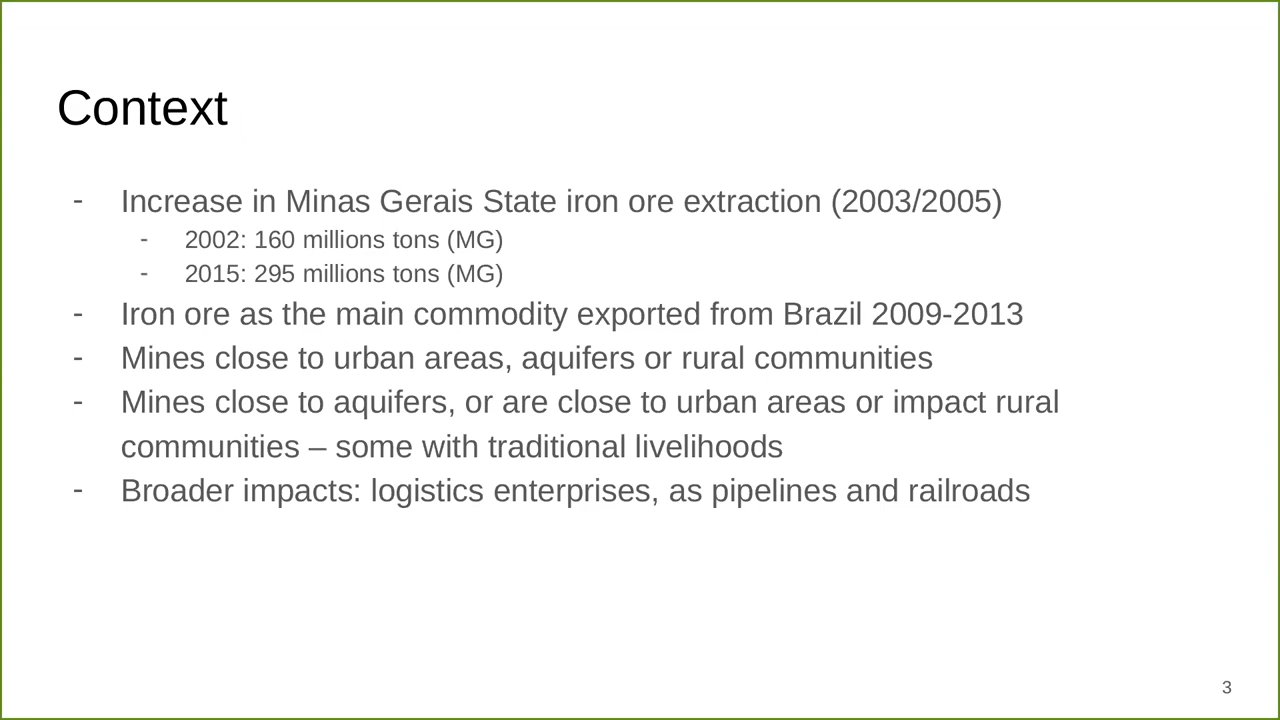 Context
- Increase in Minas Gerais State iron ore extraction (2003/2005)
- 2002: 160 millions tons (MG)
- 2015: 295 millions tons (MG)
- Iron ore as the main commodity exported from Brazil 2009-2013
- Mines close to urban areas, aquifers or rural communities
- Mines close to aquifers, or are close to urban areas or impact rural
communities – some with traditional livelihoods
- Broader impacts: logistics enterprises, as pipelines and railroads
3